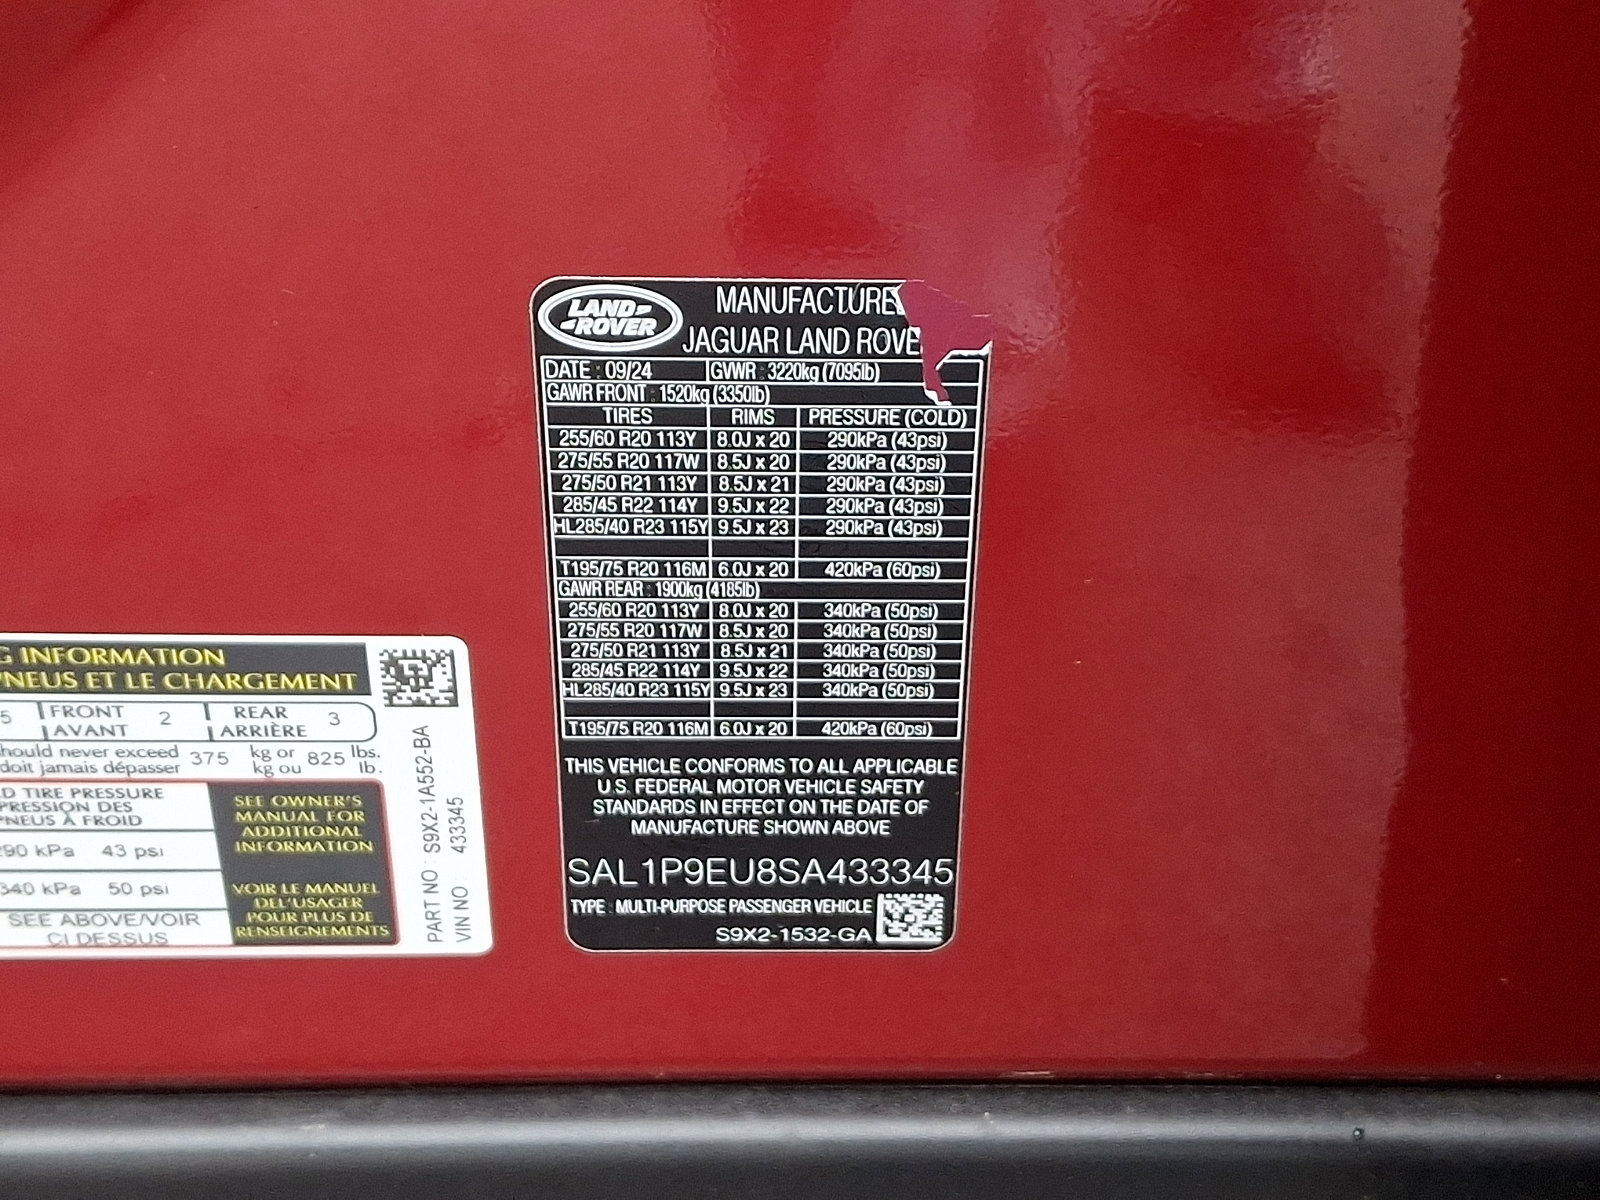 LAND
ROVER
MANUFACTURE
JAGUAR LAND ROVE
DATE : 09/24 GVWR : 3220kg (7095lb)
GAWR FRONT : 1520kg (3350lb)
TIRES RIMS PRESSURE (COLD)
255/60 R20 113Y 8.0J x 20 290kPa (43psi)
275/55 R20 117W 8.5J x 20 290kPa (43psi)
275/50 R21 113Y 8.5J x 21 290kPa (43psi)
285/45 R22 114Y 9.5J x 22 290kPa (43psi)
HL285/40 R23 115Y 9.5J x 23 290kPa (43psi)
T195/75 R20 116M 6.0J x 20 420kPa (60psi)
GAWR REAR : 1900kg (4185lb)
255/60 R20 113Y 8.0J x 20 340kPa (50psi)
275/55 R20 117W 8.5J x 20 340kPa (50psi)
275/50 R21 113Y 8.5J x 21 340kPa (50psi)
285/45 R22 114Y 9.5J x 22 340kPa (50psi)
HL285/40 R23 115Y 9.5J x 23 340kPa (50psi)
T195/75 R20 116M 6.0J x 20 420kPa (60psi)
THIS VEHICLE CONFORMS TO ALL APPLICABLE
U.S. FEDERAL MOTOR VEHICLE SAFETY
STANDARDS IN EFFECT ON THE DATE OF
MANUFACTURE SHOWN ABOVE
SAL1P9EU8SA433345
TYPE : MULTI-PURPOSE PASSENGER VEHICLE
S9X2-1532-GA
G INFORMATION
PNEUS ET LE CHARGEMENT
5 FRONT 2 REAR 3
AVANT ARRIÈRE
hould never exceed 375 kg or 825 lbs.
doit jamais dépasser kg ou lb.
D TIRE PRESSURE
PRESSION DES
PNEUS À FROID
290 kPa 43 psi
340 kPa 50 psi
SEE ABOVE/VOIR
CI DESSUS
SEE OWNER'S
MANUAL FOR
ADDITIONAL
INFORMATION
VOIR LE MANUEL
DEL'USAGER
POUR PLUS DE
RENSEIGNEMENTS
PART NO : S9X2-1A552-BA
VIN NO : 433345